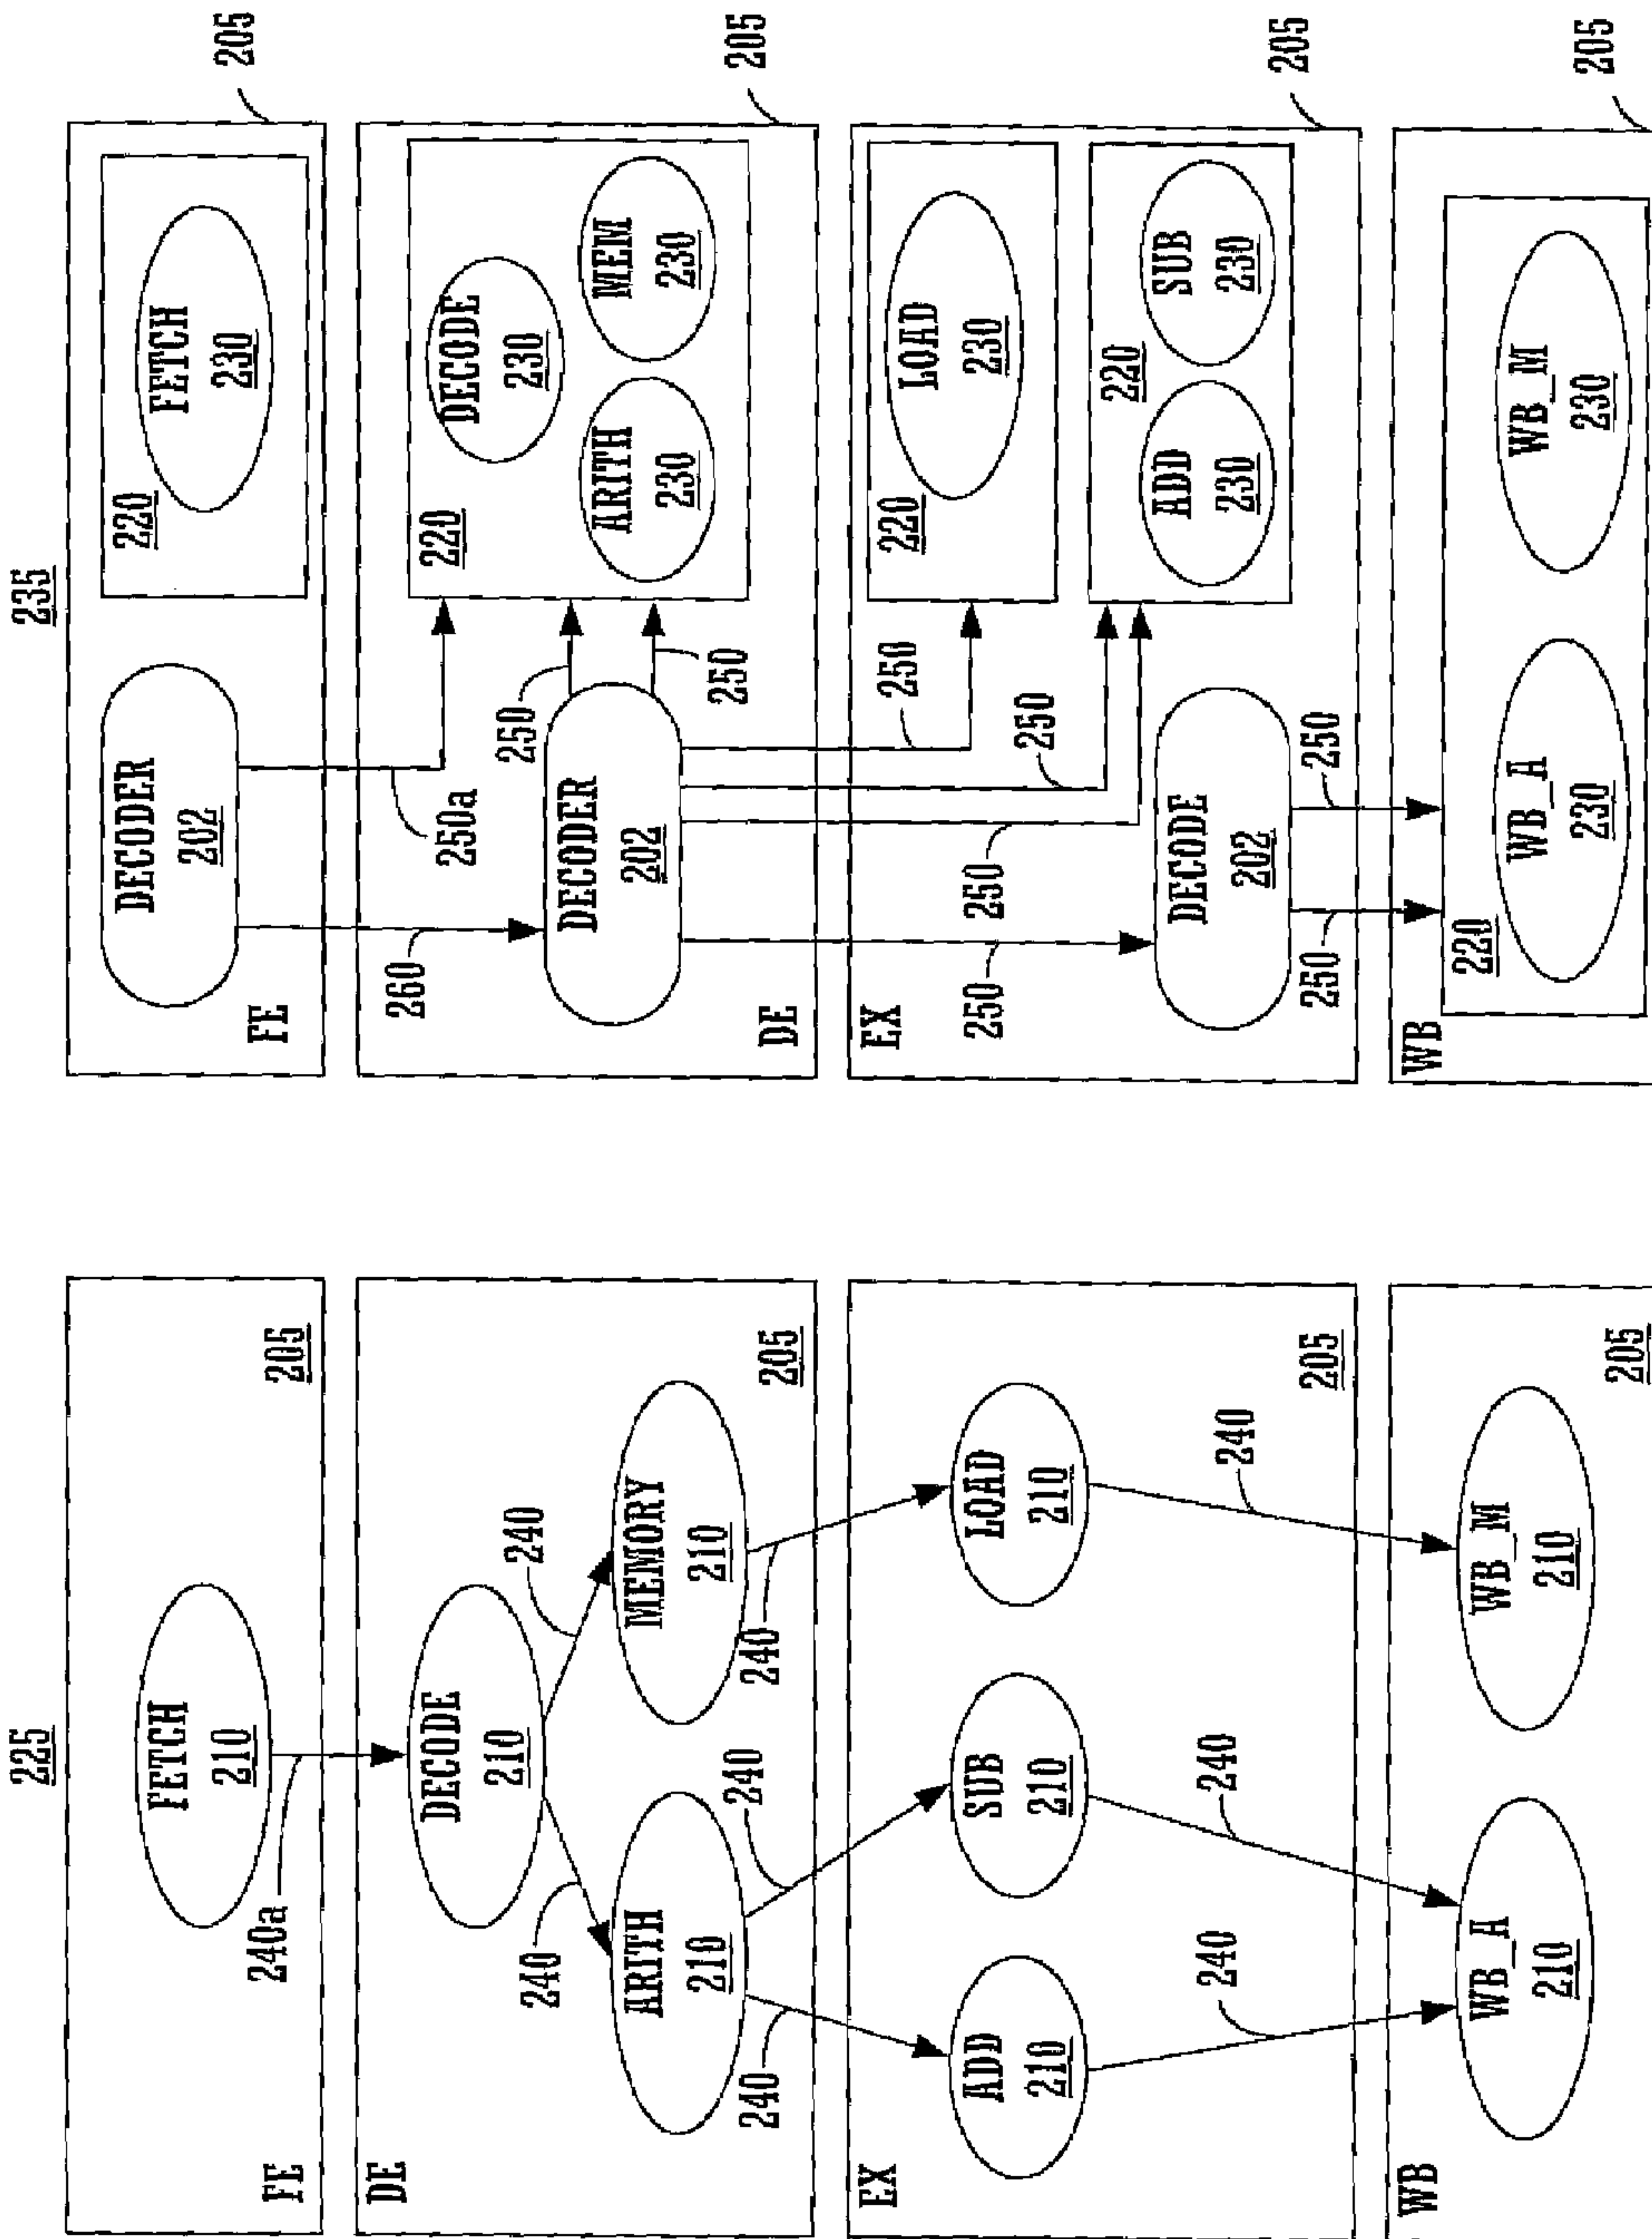 225
FETCH
210
205
FE
240a
DE
DECODE
210
240
240
ARITH
210
MEMORY
210
205
240
240
240
EX
ADD
210
SUB
210
LOAD
210
205
240
240
240
WB
WB_A
210
WB_M
210
205
235
DECODER
202
220
FETCH
230
205
FE
260
250a
220
DECODE
230
250
DECODER
202
ARITH
230
MEM
230
250
205
DE
EX
220
LOAD
230
250
250
250
250
220
ADD
230
SUB
230
DECODE
202
205
250
250
WB
220
WB_A
230
WB_M
230
205